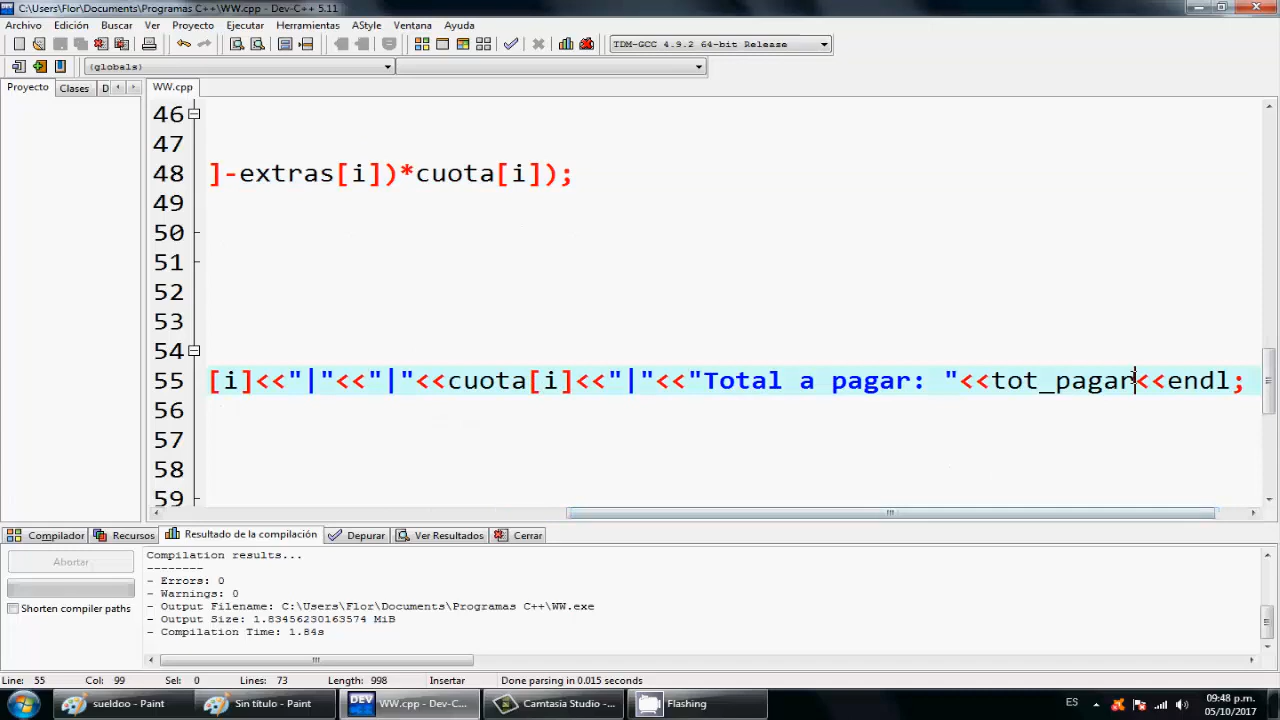 C:\Users\Flor\Documents\Programas C++\WW.cpp - Dev-C++ 5.11
Archivo Edición Buscar Ver Proyecto Ejecutar Herramientas AStyle Ventana Ayuda
TDM-GCC 4.9.2 64-bit Release
(globals)
Proyecto Clases D WW.cpp
46
47
48 ]-extras[i])*cuota[i]);
49
50
51
52
53
54
55 [i]<<"|"<<"|"<<cuota[i]<<"|"<<"Total a pagar: "<<tot_pagar<<endl;
56
57
58
59
Compilador Recursos Resultado de la compilación Depurar Ver Resultados Cerrar
Abortar
Shorten compiler paths
Compilation results...
--------
- Errors: 0
- Warnings: 0
- Output Filename: C:\Users\Flor\Documents\Programas C++\WW.exe
- Output Size: 1.83456230163574 MiB
- Compilation Time: 1.84s
Line: 55 Col: 99 Sel: 0 Lines: 73 Length: 998 Insertar Done parsing in 0.015 seconds
sueldoo - Paint Sin título - Paint DEV WW.cpp - Dev-C... Camtasia Studio -... Flashing ES 09:48 p.m.
05/10/2017